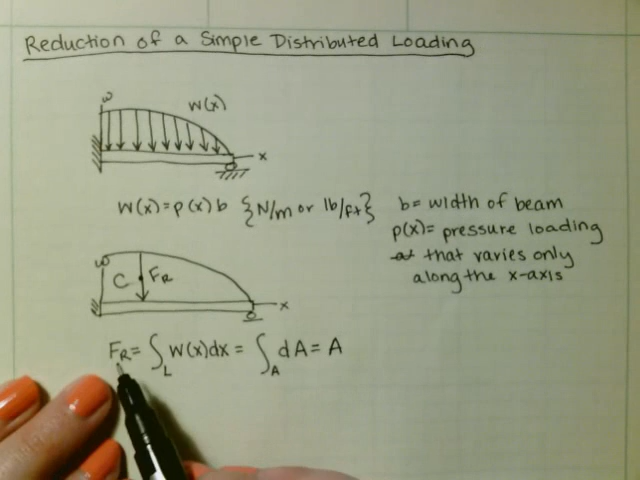 Reduction of a Simple Distributed Loading
w
W(x)
x
W(x)=p(x)b {N/m or lb/ft}
b= width of beam
p(x)= pressure loading
that varies only
along the x-axis
w
C
FR
x
FR= ∫L W(x)dx = ∫A dA = A